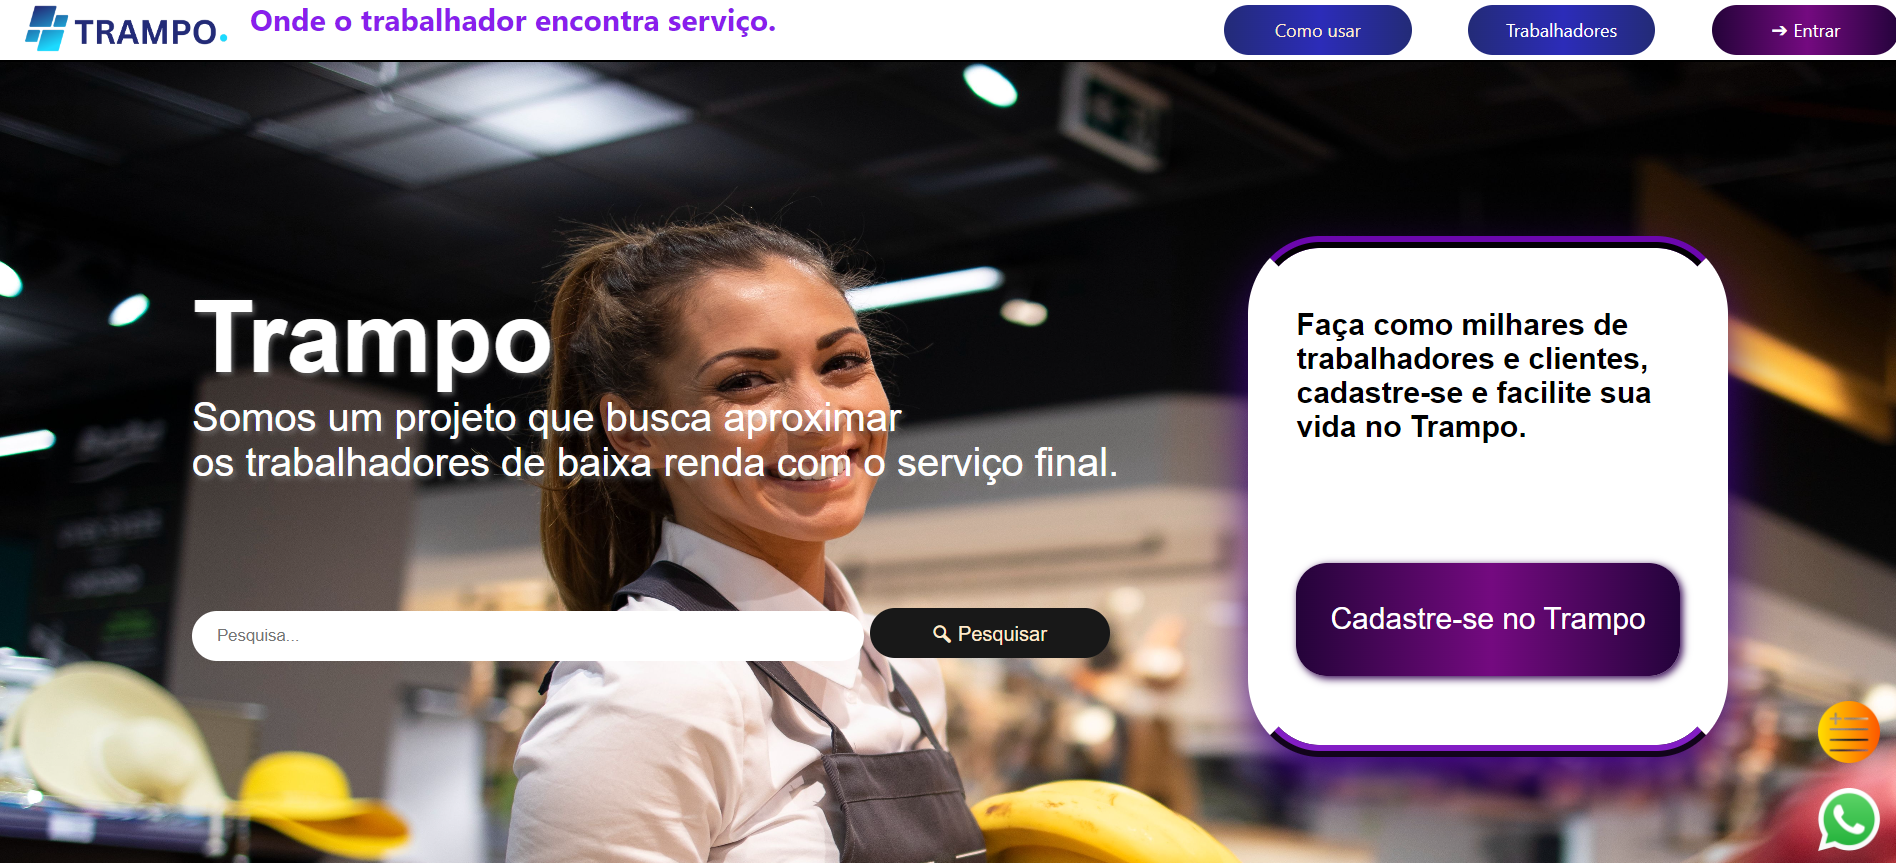 TRAMPO.
Onde o trabalhador encontra serviço.
Como usar
Trabalhadores
➔ Entrar
Trampo
Somos um projeto que busca aproximar
os trabalhadores de baixa renda com o serviço final.
Pesquisa...
Pesquisar
Faça como milhares de
trabalhadores e clientes,
cadastre-se e facilite sua
vida no Trampo.
Cadastre-se no Trampo